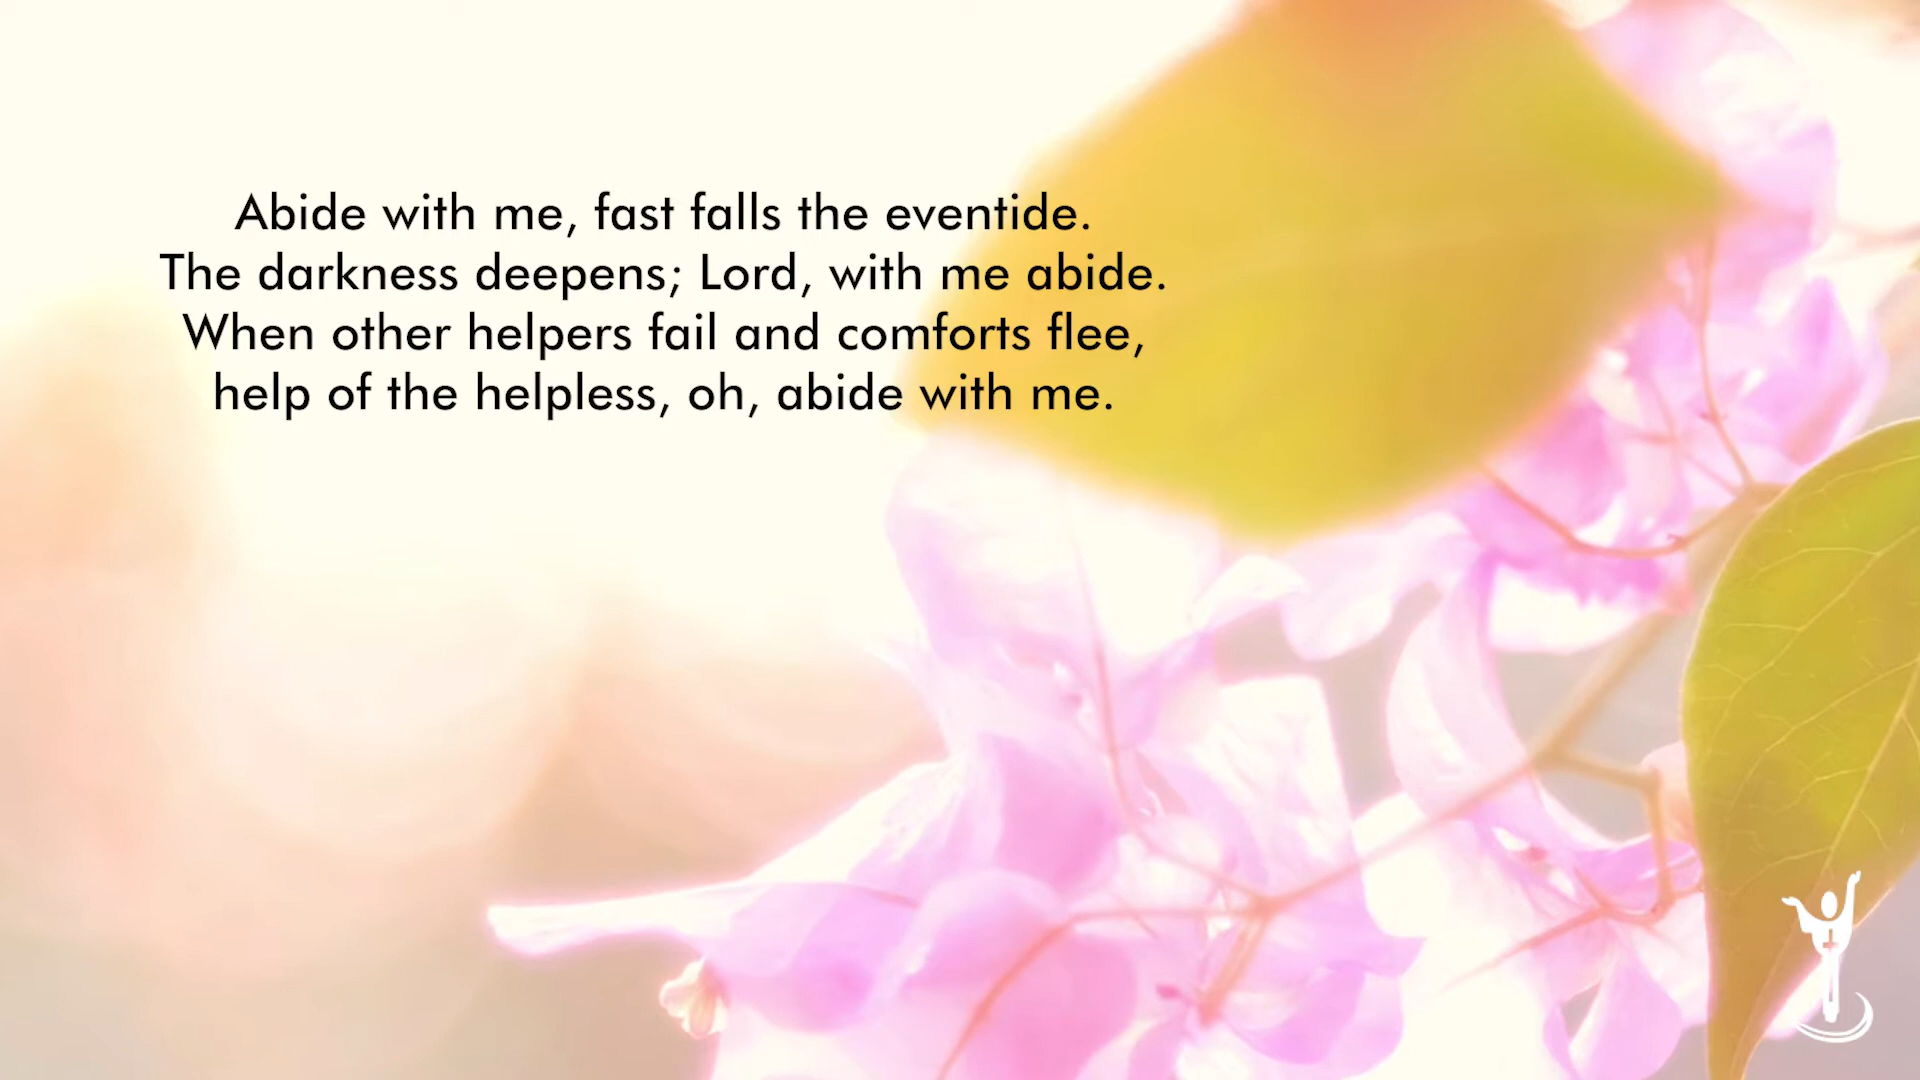 Abide with me, fast falls the eventide.
The darkness deepens; Lord, with me abide.
When other helpers fail and comforts flee,
help of the helpless, oh, abide with me.